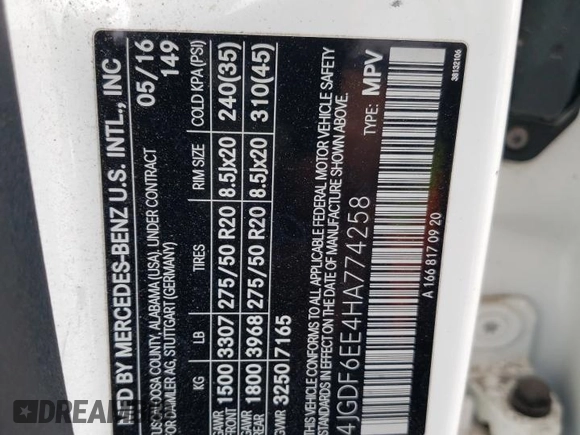 MFD BY MERCEDES-BENZ U.S. INTL., INC
TUSCALOOSA COUNTY, ALABAMA (USA), UNDER CONTRACT 05/16
FOR DAIMLER AG, STUTTGART (GERMANY) 149
KG LB TIRES RIM SIZE COLD KPA (PSI)
GAWR FRONT 1500 3307 275/50 R20 8.5Jx20 240(35)
GAWR REAR 1800 3968 275/50 R20 8.5Jx20 310(45)
GVWR 3250 7165
THIS VEHICLE CONFORMS TO ALL APPLICABLE FEDERAL MOTOR VEHICLE SAFETY
STANDARDS IN EFFECT ON THE DATE OF MANUFACTURE SHOWN ABOVE.
4JGDF6EE4HA774258 TYPE: MPV
A 166 817 09 20
38132106
AUTOHELPERBOT.COM